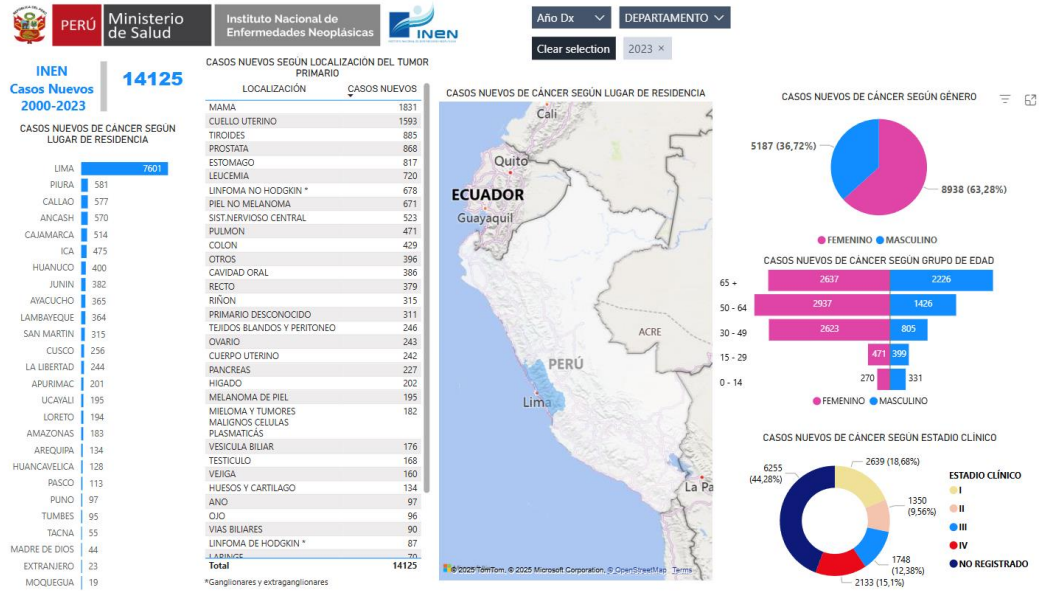 PERÚ
Ministerio
de Salud
Instituto Nacional de
Enfermedades Neoplásicas
INEN
Año Dx
DEPARTAMENTO
Clear selection
2023 ×
INEN
Casos Nuevos
2000-2023
14125
CASOS NUEVOS DE CÁNCER SEGÚN
LUGAR DE RESIDENCIA
LIMA 7601
PIURA 581
CALLAO 577
ANCASH 570
CAJAMARCA 514
ICA 475
HUANUCO 400
JUNIN 382
AYACUCHO 365
LAMBAYEQUE 364
SAN MARTIN 315
CUSCO 256
LA LIBERTAD 244
APURIMAC 201
UCAYALI 195
LORETO 194
AMAZONAS 183
AREQUIPA 134
HUANCAVELICA 128
PASCO 113
PUNO 97
TUMBES 95
TACNA 55
MADRE DE DIOS 44
EXTRANJERO 23
MOQUEGUA 19
CASOS NUEVOS SEGÚN LOCALIZACIÓN DEL TUMOR
PRIMARIO
LOCALIZACIÓN CASOS NUEVOS
MAMA 1831
CUELLO UTERINO 1593
TIROIDES 885
PROSTATA 868
ESTOMAGO 817
LEUCEMIA 720
LINFOMA NO HODGKIN * 678
PIEL NO MELANOMA 671
SIST.NERVIOSO CENTRAL 523
PULMON 471
COLON 429
OTROS 396
CAVIDAD ORAL 386
RECTO 379
RIÑON 315
PRIMARIO DESCONOCIDO 311
TEJIDOS BLANDOS Y PERITONEO 246
OVARIO 243
CUERPO UTERINO 242
PANCREAS 227
HIGADO 202
MELANOMA DE PIEL 195
MIELOMA Y TUMORES 182
MALIGNOS CELULAS
PLASMATICÁS
VESICULA BILIAR 176
TESTICULO 168
VEJIGA 160
HUESOS Y CARTILAGO 134
ANO 97
OJO 96
VIAS BILIARES 90
LINFOMA DE HODGKIN * 87
LARINGE 70
Total 14125
*Ganglionares y extraganglionares
CASOS NUEVOS DE CÁNCER SEGÚN LUGAR DE RESIDENCIA
Cali
Quito
ECUADOR
Guayaquil
ACRE
PERÚ
Lima
La Pa
© 2025 TomTom, © 2025 Microsoft Corporation, © OpenStreetMap Terms
CASOS NUEVOS DE CÁNCER SEGÚN GÉNERO
5187 (36,72%)
8938 (63,28%)
FEMENINO MASCULINO
CASOS NUEVOS DE CÁNCER SEGÚN GRUPO DE EDAD
65 + 2637 2226
50 - 64 2937 1426
30 - 49 2623 805
15 - 29 471 399
0 - 14 270 331
FEMENINO MASCULINO
CASOS NUEVOS DE CÁNCER SEGÚN ESTADIO CLÍNICO
2639 (18,68%)
6255
(44,28%)
1350
(9,56%)
1748
(12,38%)
2133 (15,1%)
ESTADIO CLÍNICO
I
II
III
IV
NO REGISTRADO